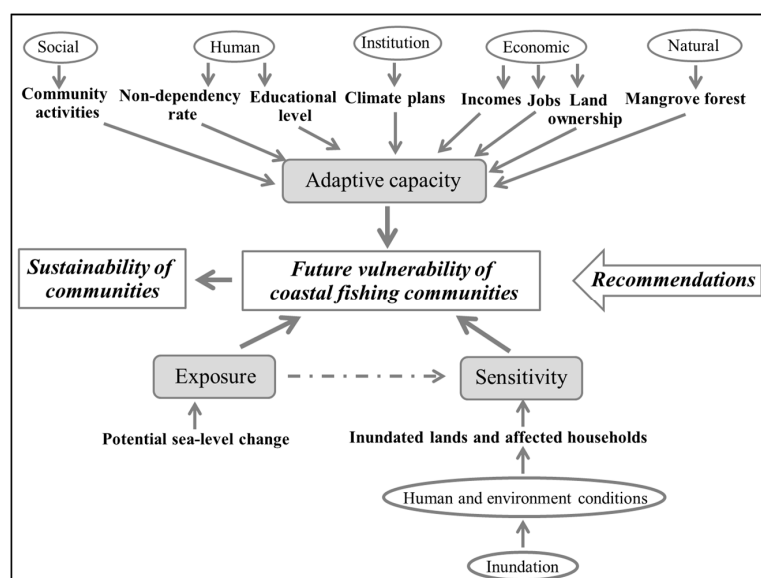 Social
Human
Institution
Economic
Natural
Community
activities
Non-dependency
rate
Educational
level
Climate plans
Incomes
Jobs
Land
ownership
Mangrove forest
Adaptive capacity
Sustainability of
communities
Future vulnerability of
coastal fishing communities
Recommendations
Exposure
Sensitivity
Potential sea-level change
Inundated lands and affected households
Human and environment conditions
Inundation